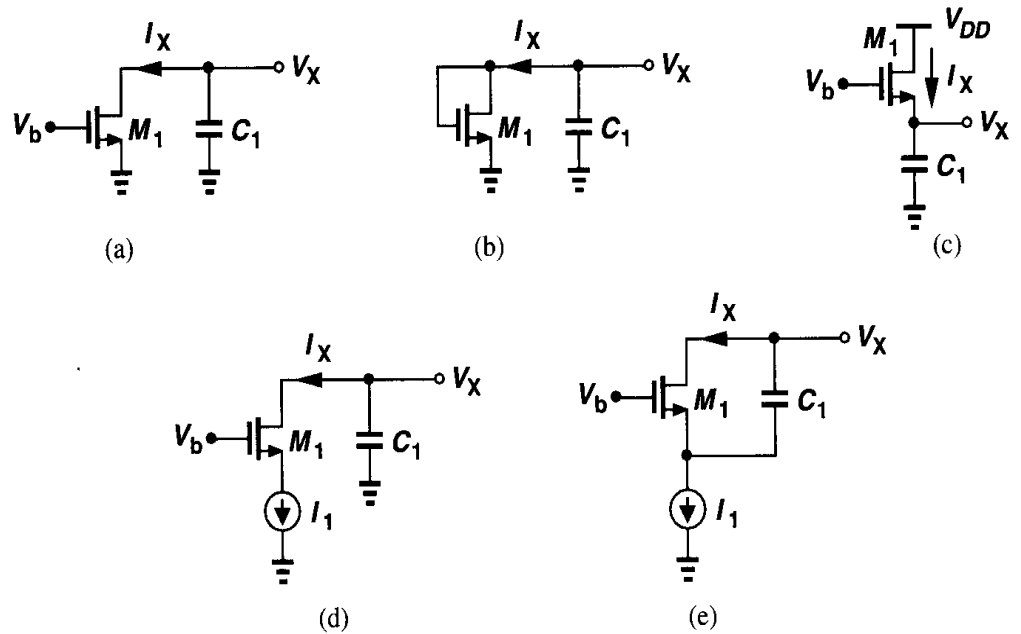 I_X
V_X
V_b
M_1
C_1
(a)
I_X
V_X
M_1
C_1
(b)
V_DD
M_1
V_b
I_X
V_X
C_1
(c)
I_X
V_X
V_b
M_1
C_1
I_1
(d)
I_X
V_X
V_b
M_1
C_1
I_1
(e)